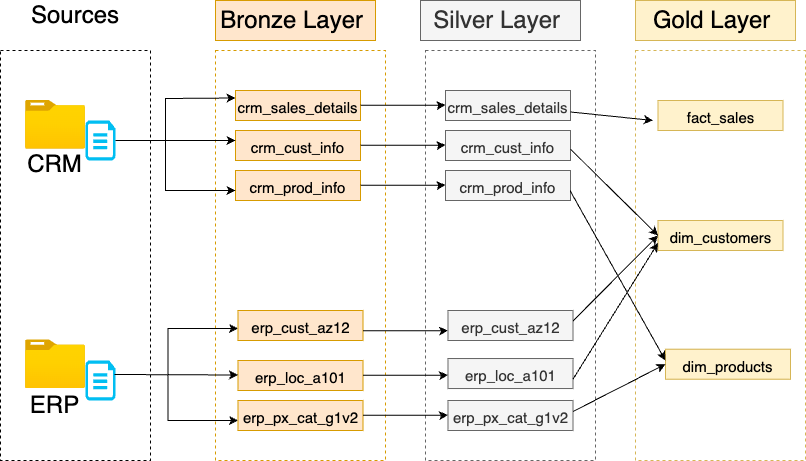 Sources
Bronze Layer
Silver Layer
Gold Layer
CRM
crm_sales_details
crm_cust_info
crm_prod_info
crm_sales_details
crm_cust_info
crm_prod_info
fact_sales
dim_customers
ERP
erp_cust_az12
erp_loc_a101
erp_px_cat_g1v2
erp_cust_az12
erp_loc_a101
erp_px_cat_g1v2
dim_products